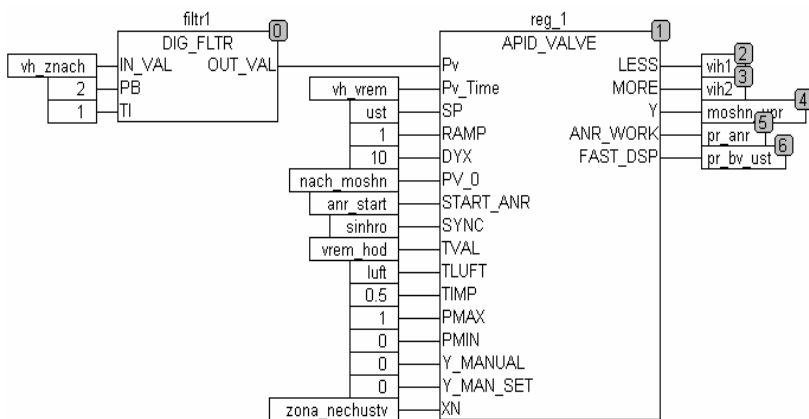 filtr1
0
DIG_FLTR
vh_znach IN_VAL OUT_VAL
2 PB
1 TI
reg_1
1
APID_VALVE
Pv LESS vih1 2
vh_vrem Pv_Time MORE vih2 3
ust SP Y moshn_upr 4
1 RAMP ANR_WORK pr_anr 5
10 DYX FAST_DSP pr_bv_ust 6
nach_moshn PV_0
anr_start START_ANR
sinhro SYNC
vrem_hod TVAL
luft TLUFT
0.5 TIMP
1 PMAX
0 PMIN
0 Y_MANUAL
0 Y_MAN_SET
zona_nechustv XN